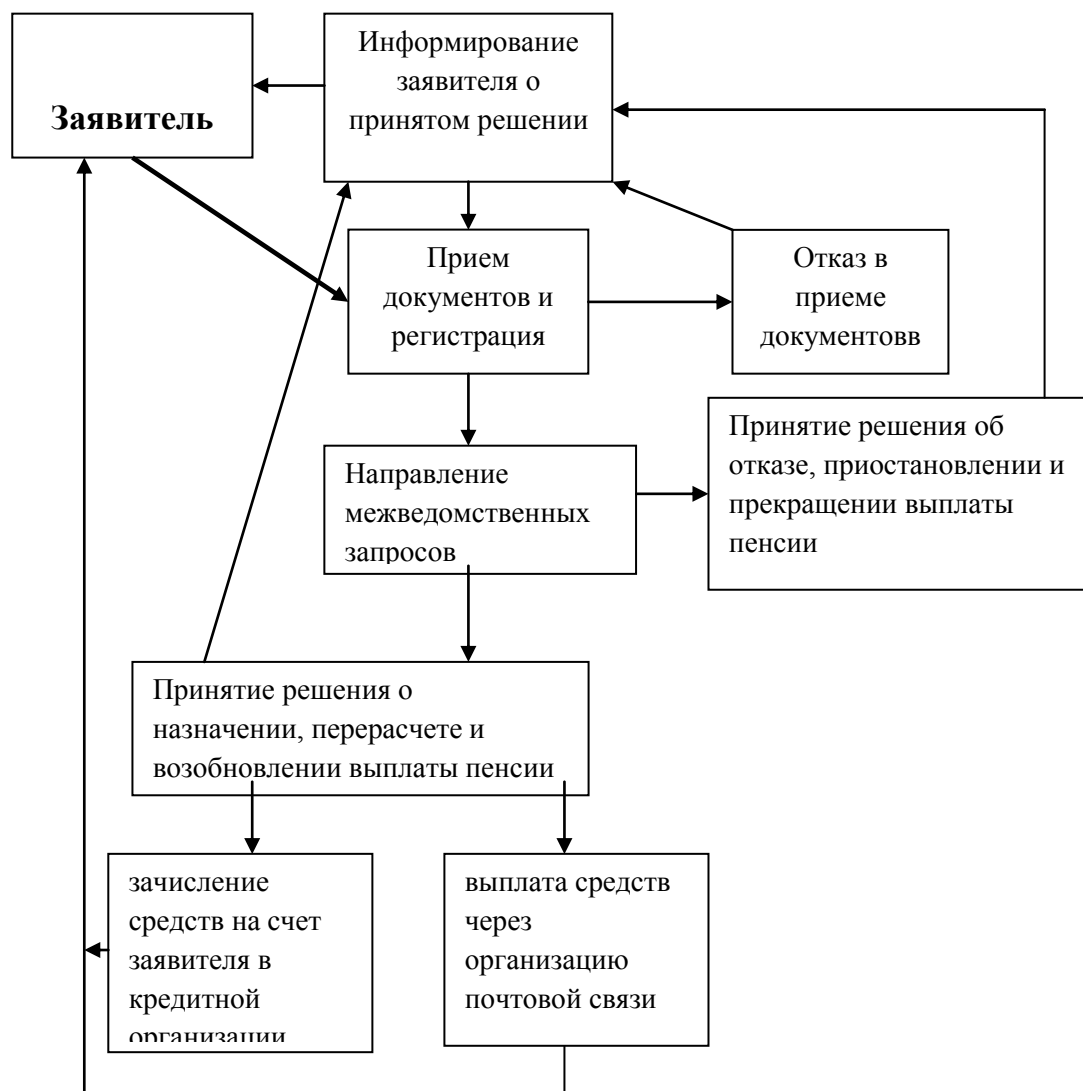 Заявитель
Информирование
заявителя о
принятом решении
Прием
документов и
регистрация
Отказ в
приеме
документовв
Направление
межведомственных
запросов
Принятие решения об
отказе, приостановлении и
прекращении выплаты
пенсии
Принятие решения о
назначении, перерасчете и
возобновлении выплаты пенсии
зачисление
средств на счет
заявителя в
кредитной
организации
выплата средств
через
организацию
почтовой связи